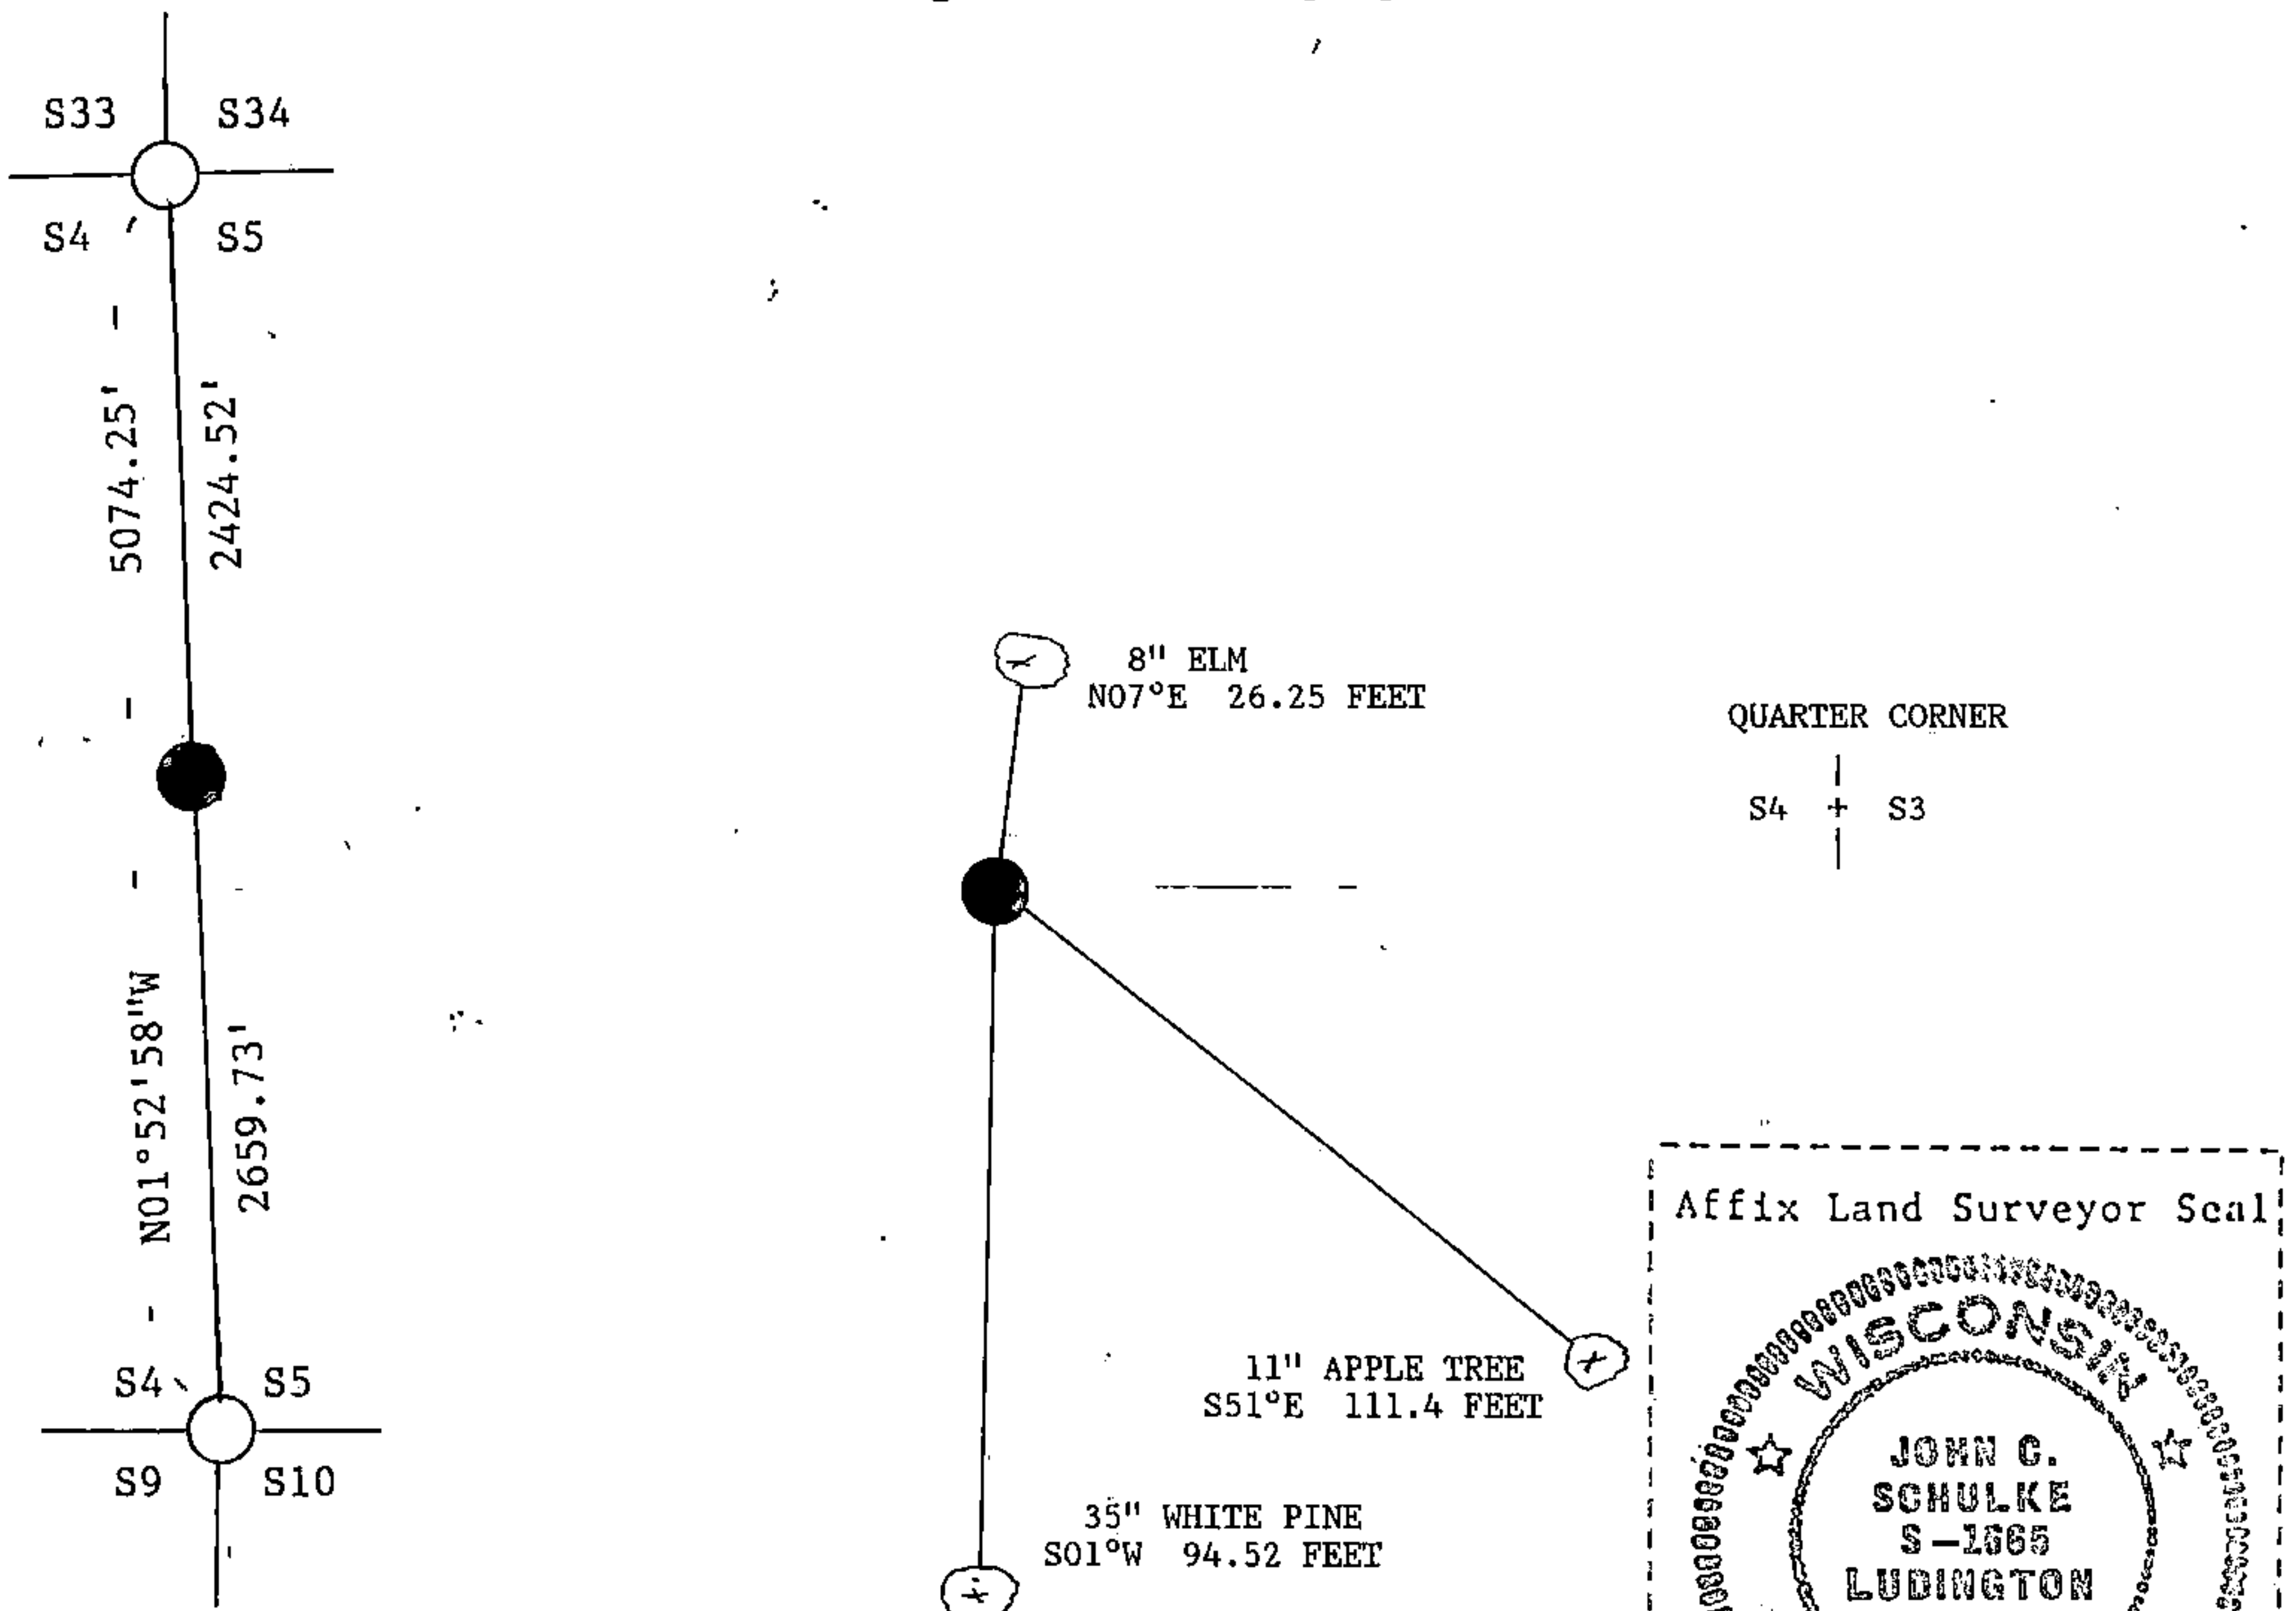 S33 S34
S4 S5
5074.25'
2424.52'
N01°52'58"W
2659.73'
S4 S5
S9 S10
8" ELM
N07°E 26.25 FEET
QUARTER CORNER
S4 S3
11" APPLE TREE
S51°E 111.4 FEET
35" WHITE PINE
S01°W 94.52 FEET
Affix Land Surveyor Seal
WISCONSIN
JOHN C.
SCHULKE
S-1665
LUDINGTON